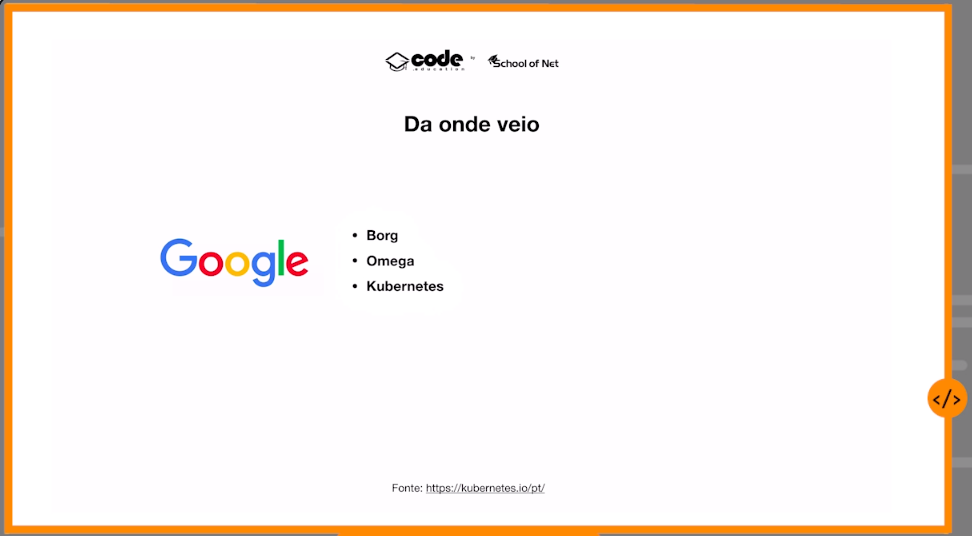 code
.education
by
School of Net
Da onde veio
Google
• Borg
• Omega
• Kubernetes
</>
Fonte: https://kubernetes.io/pt/